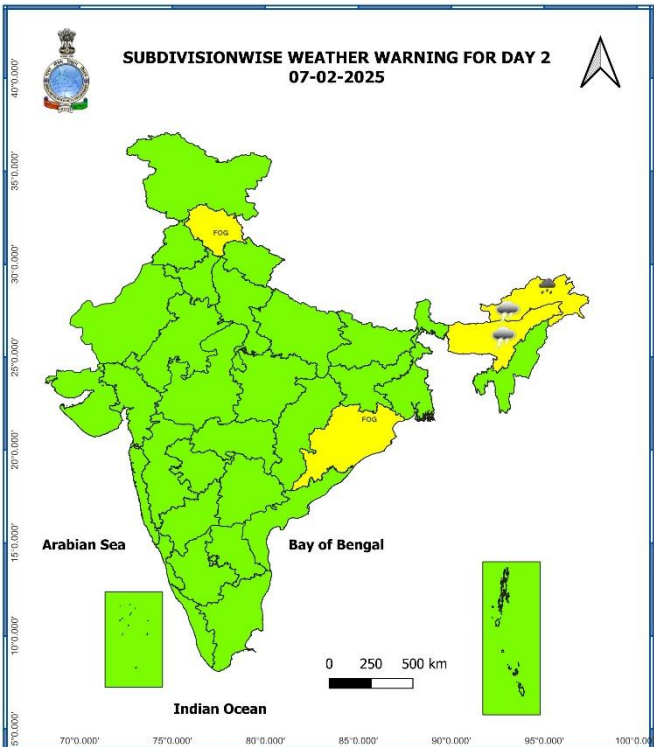 SUBDIVISIONWISE WEATHER WARNING FOR DAY 2
07-02-2025
40°0.000'
35°0.000'
FOG
30°0.000'
25°0.000'
FOG
20°0.000'
Arabian Sea
Bay of Bengal
15°0.000'
10°0.000'
0 250 500 km
Indian Ocean
5°0.000'
70°0.000' 75°0.000' 80°0.000' 85°0.000' 90°0.000' 95°0.000' 100°0.00